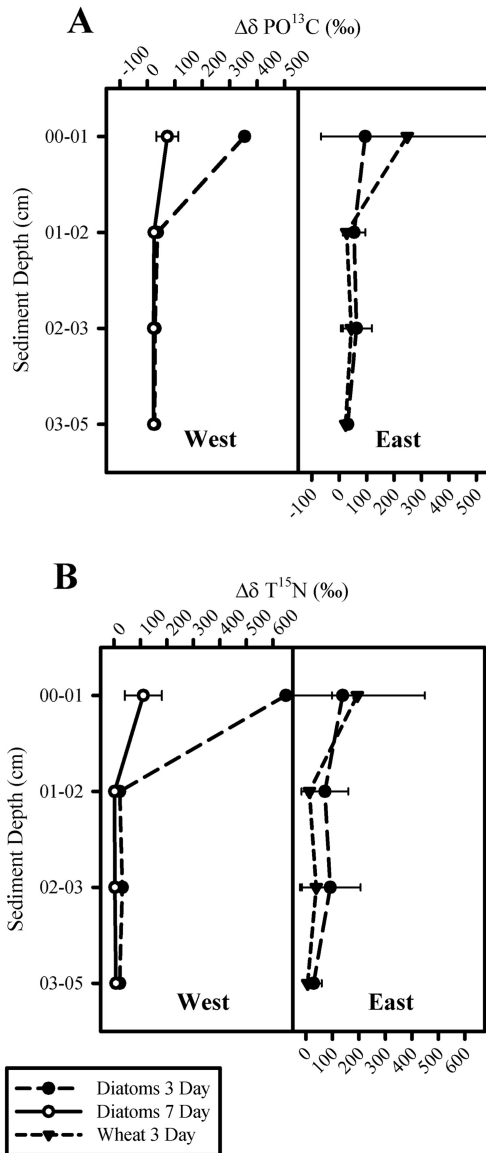 A
Δδ PO¹³C (‰)
-100 0 100 200 300 400 500
00-01
01-02
02-03
03-05
Sediment Depth (cm)
West
East
-100 0 100 200 300 400 500
B
Δδ T¹⁵N (‰)
0 100 200 400 600
00-01
01-02
02-03
03-05
Sediment Depth (cm)
West
East
0 100 200 300 400 500 600
Diatoms 3 Day
Diatoms 7 Day
Wheat 3 Day